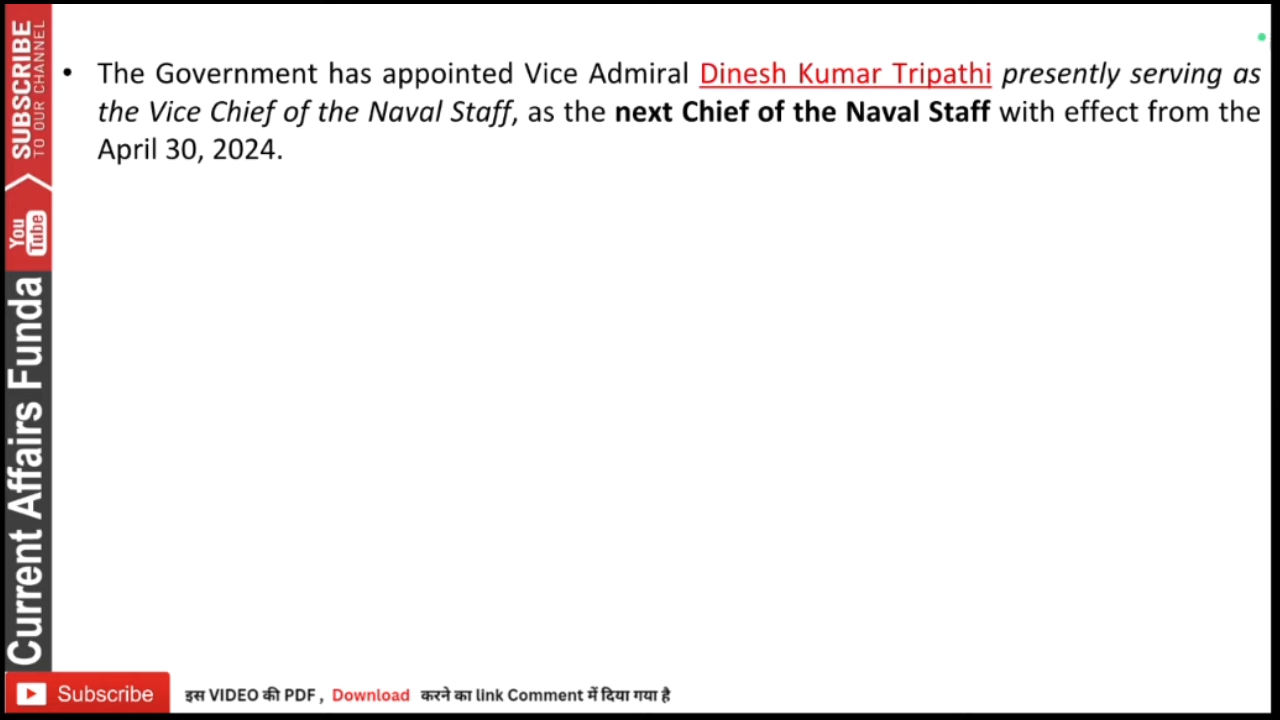 • The Government has appointed Vice Admiral Dinesh Kumar Tripathi presently serving as
the Vice Chief of the Naval Staff, as the next Chief of the Naval Staff with effect from the
April 30, 2024.
SUBSCRIBE
TO OUR CHANNEL
You
Tube
Current Affairs Funda
Subscribe
इस VIDEO की PDF , Download करने का link Comment में दिया गया है